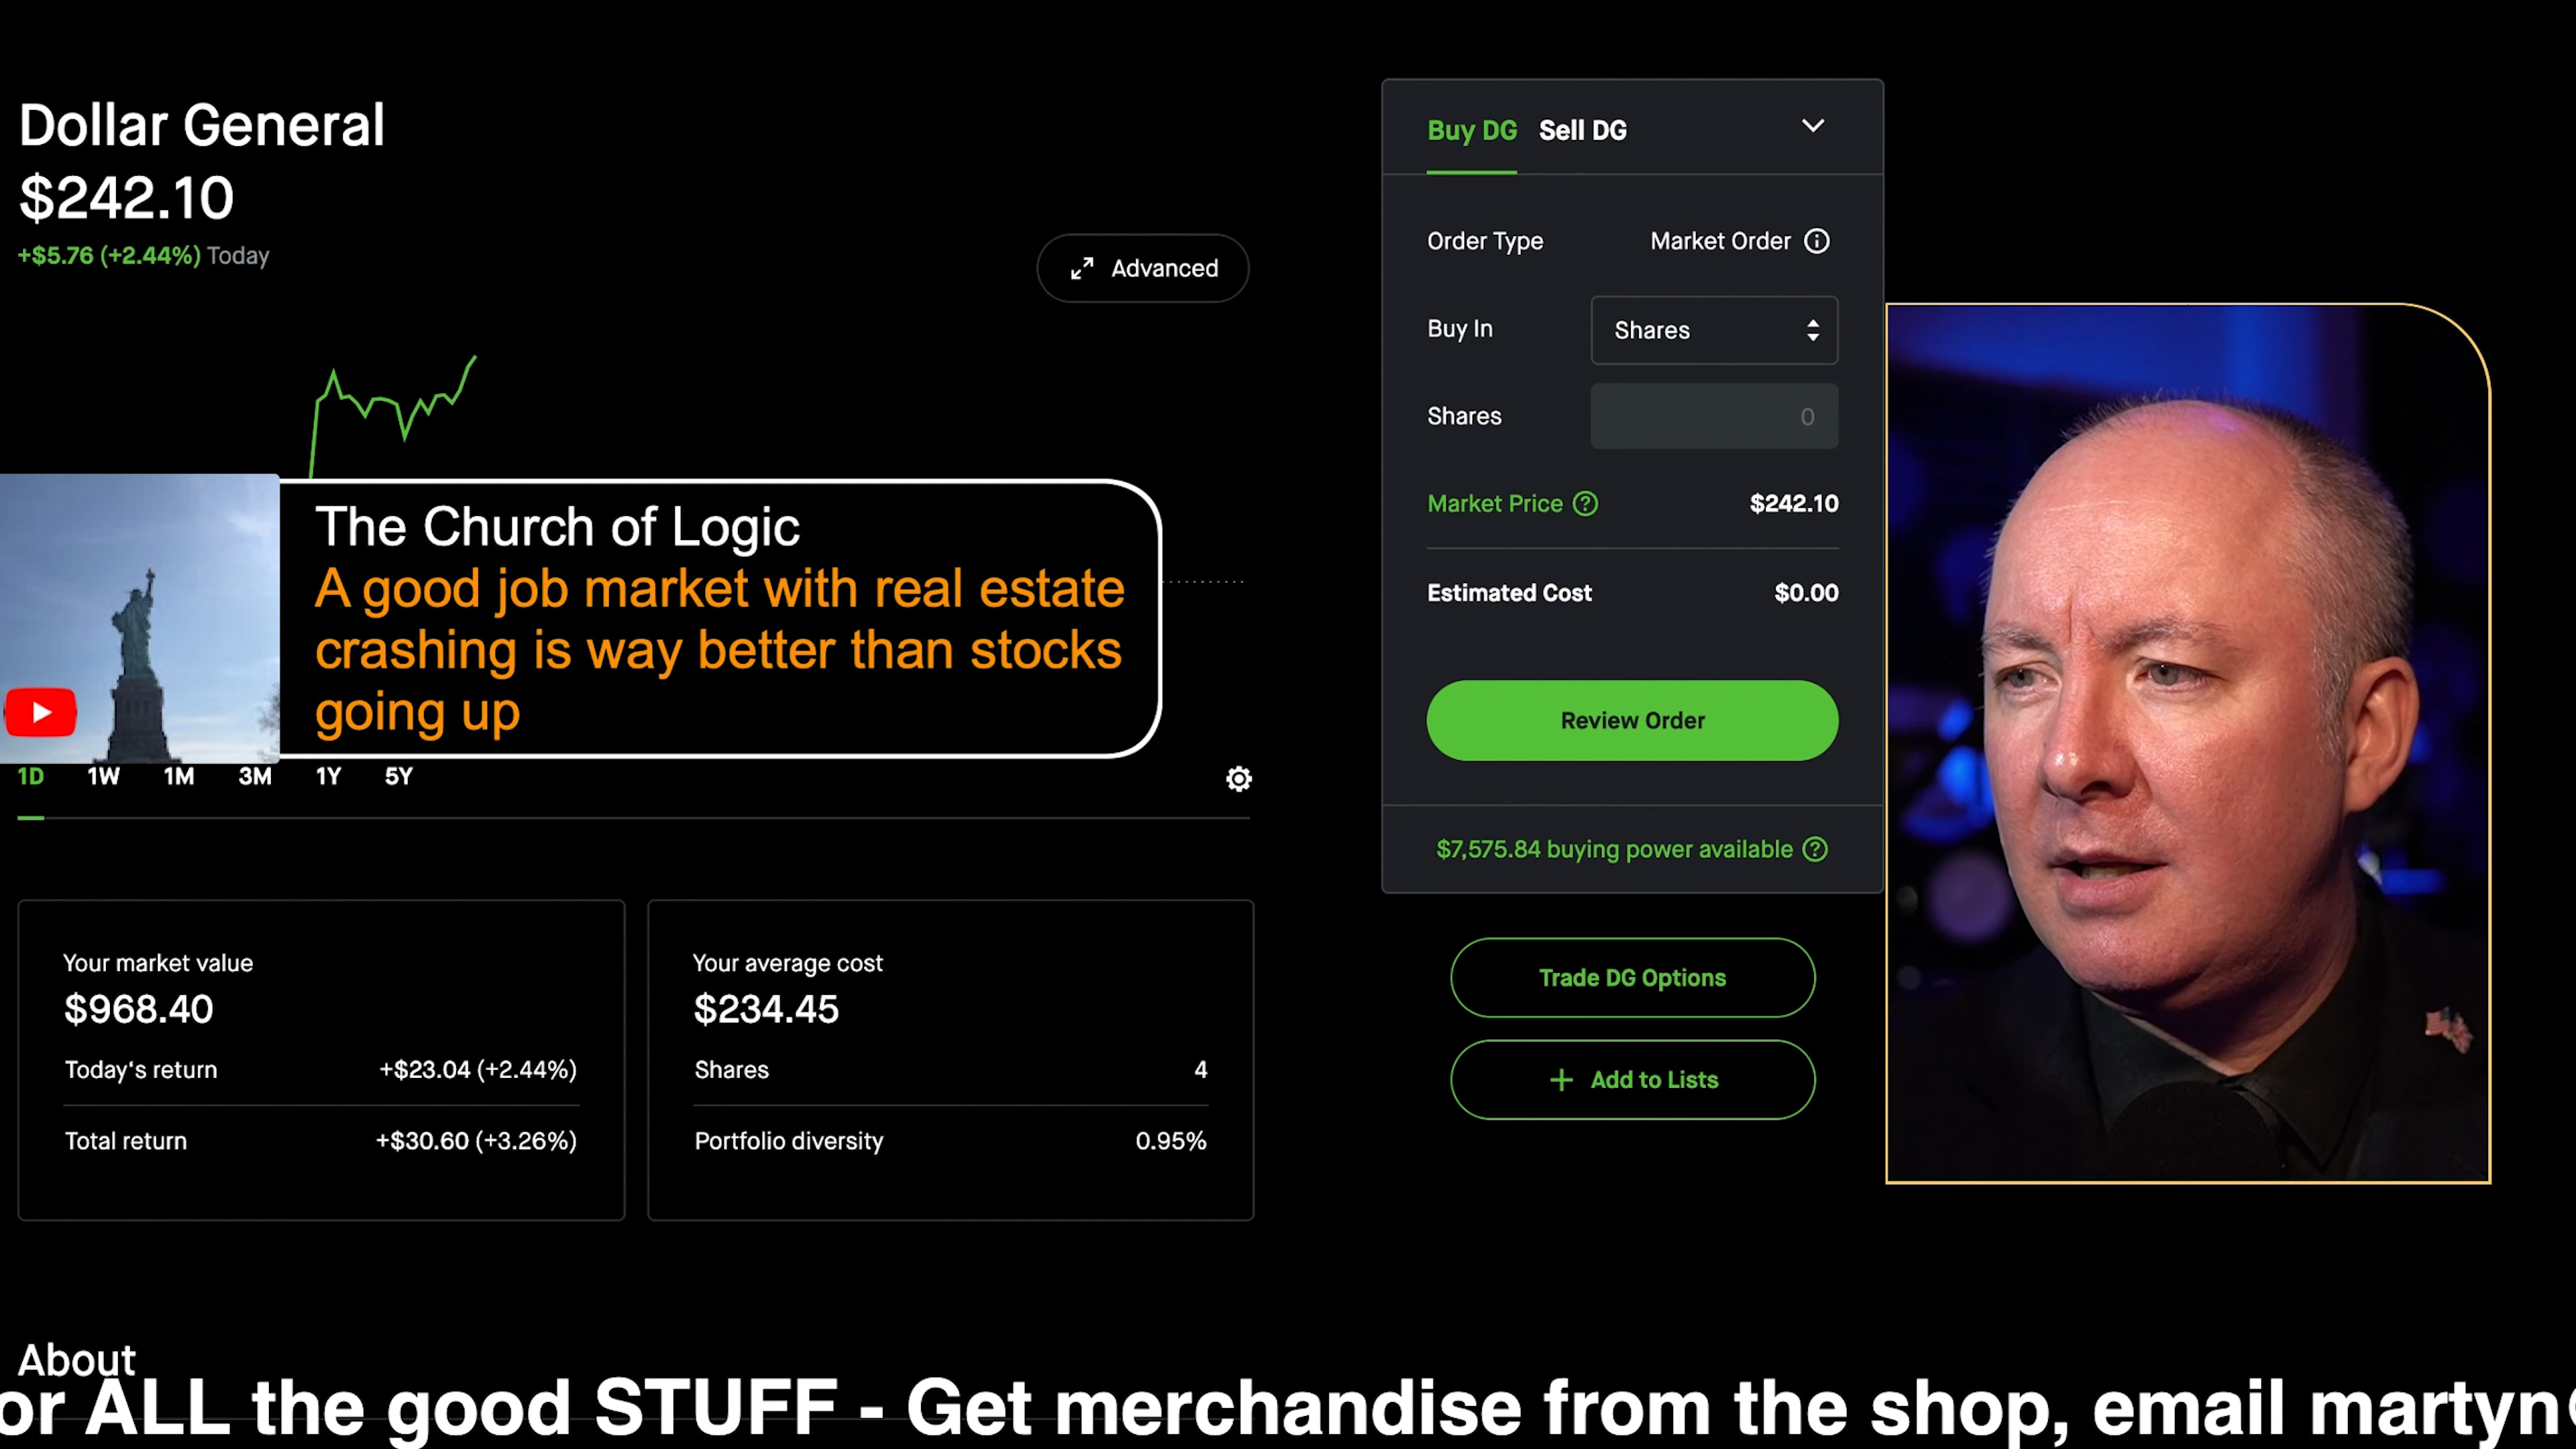 Dollar General
$242.10
+$5.76 (+2.44%) Today
Advanced
The Church of Logic
A good job market with real estate
crashing is way better than stocks
going up
1D 1W 1M 3M 1Y 5Y
Your market value
$968.40
Today's return +$23.04 (+2.44%)
Total return +$30.60 (+3.26%)
Your average cost
$234.45
Shares 4
Portfolio diversity 0.95%
Buy DG Sell DG
Order Type Market Order
Buy In Shares
Shares 0
Market Price $242.10
Estimated Cost $0.00
Review Order
$7,575.84 buying power available
Trade DG Options
+ Add to Lists
About
or ALL the good STUFF - Get merchandise from the shop, email martyn@